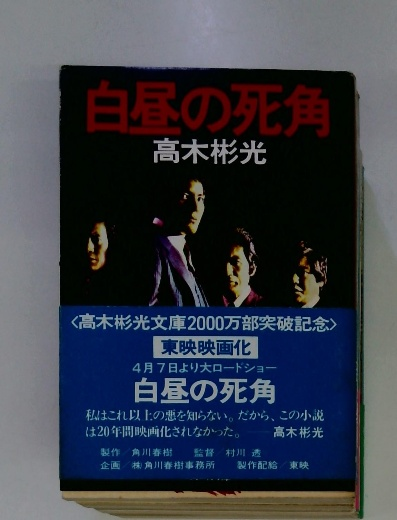 白昼の死角
高木彬光
〈高木彬光文庫2000万部突破記念〉
東映映画化
4月7日より大ロードショー
白昼の死角
私はこれ以上の悪を知らない。だから、この小説
は20年間映画化されなかった。――高木彬光
製作／角川春樹　監督　村川 透
企画／㈱角川春樹事務所　製作配給／東映